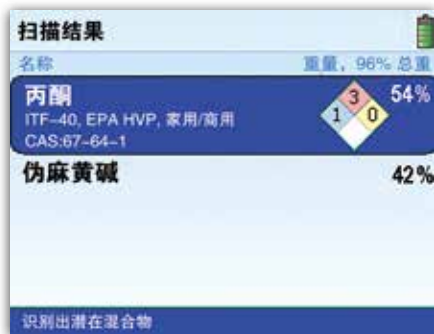 扫描结果
名称 重量, 96% 总重
丙酮 3 54%
1 0
ITF-40, EPA HVP, 家用/商用
CAS:67-64-1
伪麻黄碱 42%
识别出潜在混合物